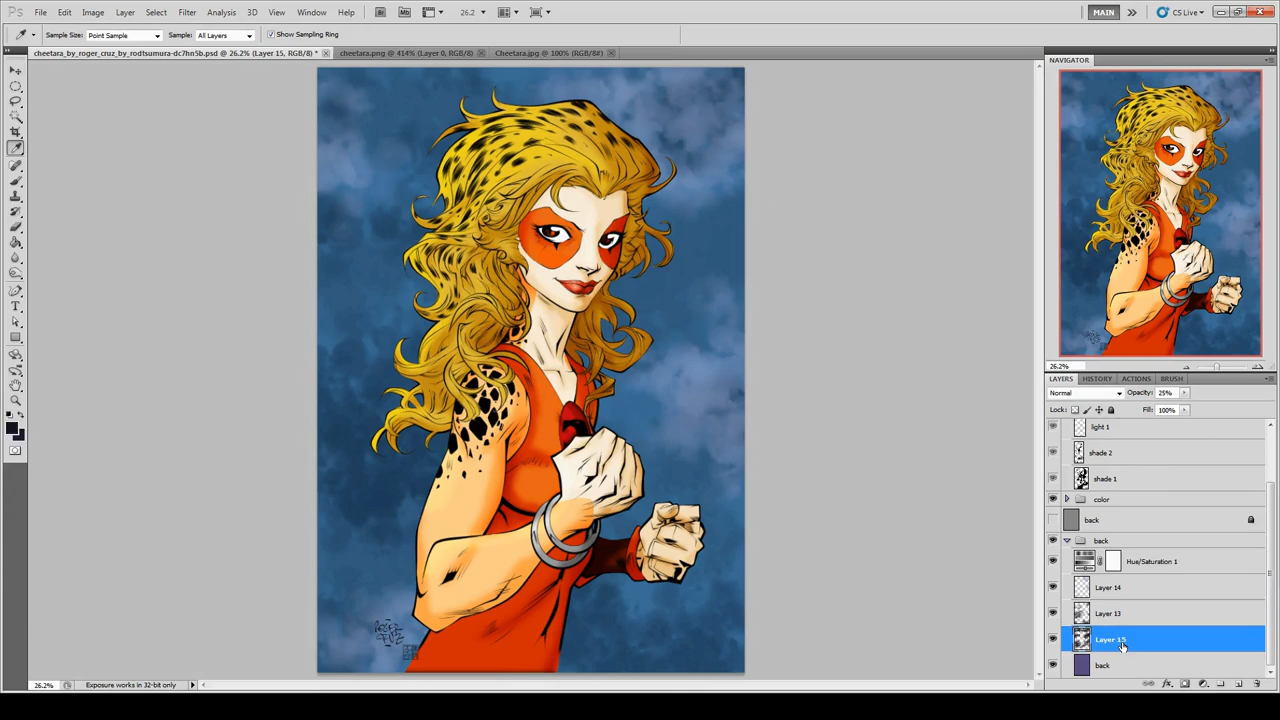 Ps File Edit Image Layer Select Filter Analysis 3D View Window Help Br Mb 26.2 MAIN CS Live
Sample Size: Point Sample Sample: All Layers Show Sampling Ring
cheetara_by_roger_cruz_by_rodtsumura-dc7hn5b.psd @ 26.2% (Layer 15, RGB/8) * cheetara.png @ 414% (Layer 0, RGB/8) Cheetara.jpg @ 100% (RGB/8#)
NAVIGATOR
26.2%
LAYERS HISTORY ACTIONS BRUSH
Normal Opacity: 25%
Lock: Fill: 100%
light 1
shade 2
shade 1
color
back
back
Hue/Saturation 1
Layer 14
Layer 13
Layer 15
back
26.2% Exposure works in 32-bit only